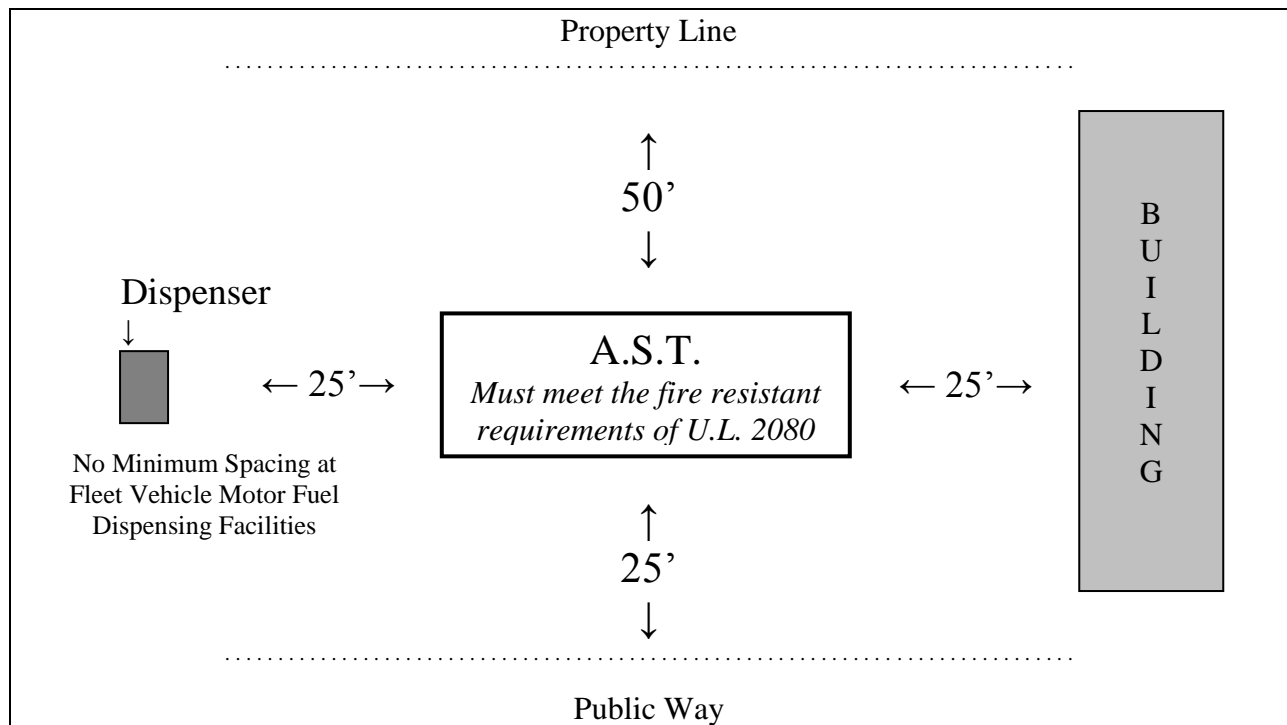 Property Line
↑
50’
↓
Dispenser
↓
← 25’→
A.S.T.
Must meet the fire resistant
requirements of U.L. 2080
← 25’→
B
U
I
L
D
I
N
G
No Minimum Spacing at
Fleet Vehicle Motor Fuel
Dispensing Facilities
↑
25’
↓
Public Way